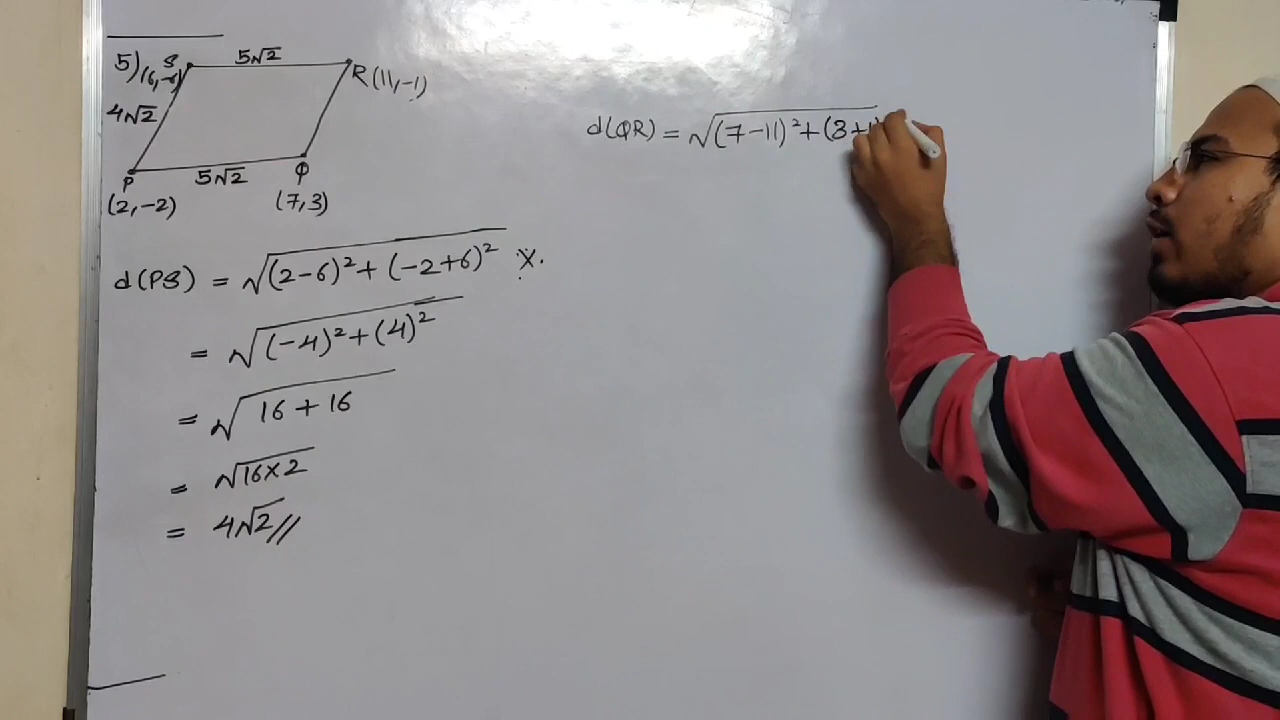 5) S 5√2
(6,-6) R (11,-1)
4√2
P 5√2 Q
(2,-2) (7,3)
d(PS) = √(2-6)² + (-2+6)²
= √(-4)² + (4)²
= √16 + 16
= √16×2
= 4√2 //
d(QR) = √(7-11)² + (3+1)